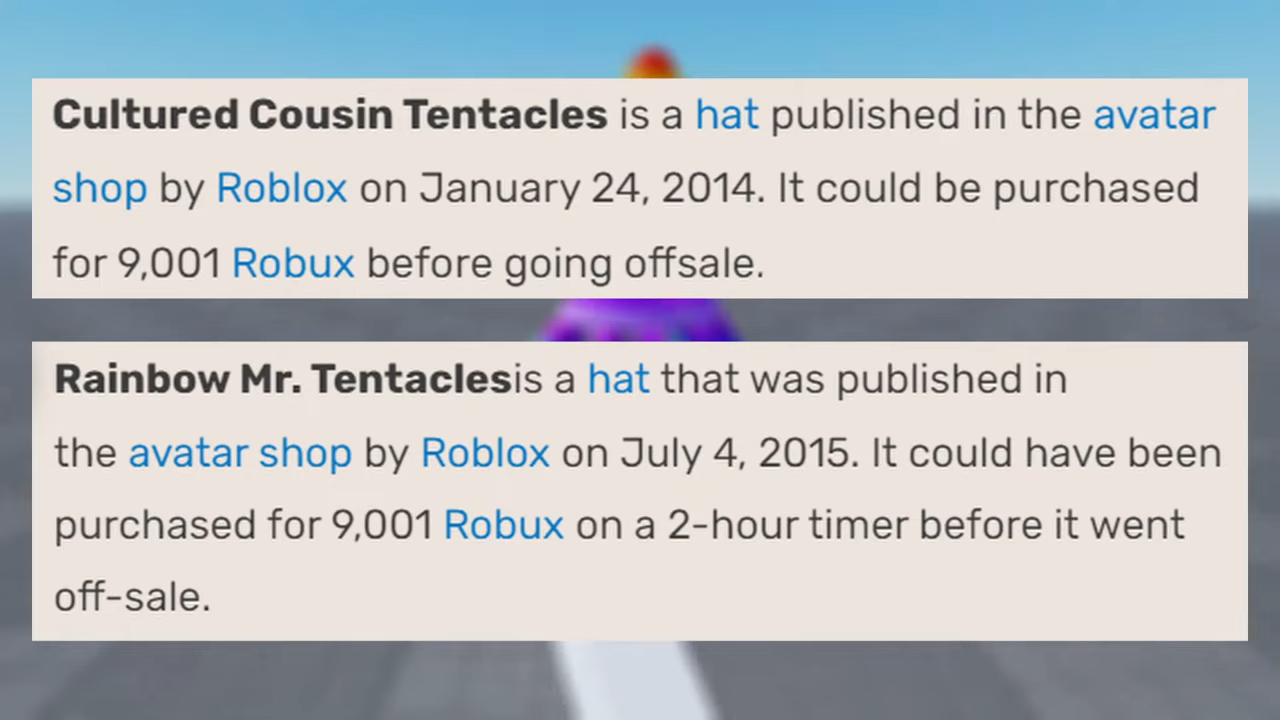 Cultured Cousin Tentacles is a hat published in the avatar
shop by Roblox on January 24, 2014. It could be purchased
for 9,001 Robux before going offsale.
Rainbow Mr. Tentaclesis a hat that was published in
the avatar shop by Roblox on July 4, 2015. It could have been
purchased for 9,001 Robux on a 2-hour timer before it went
off-sale.